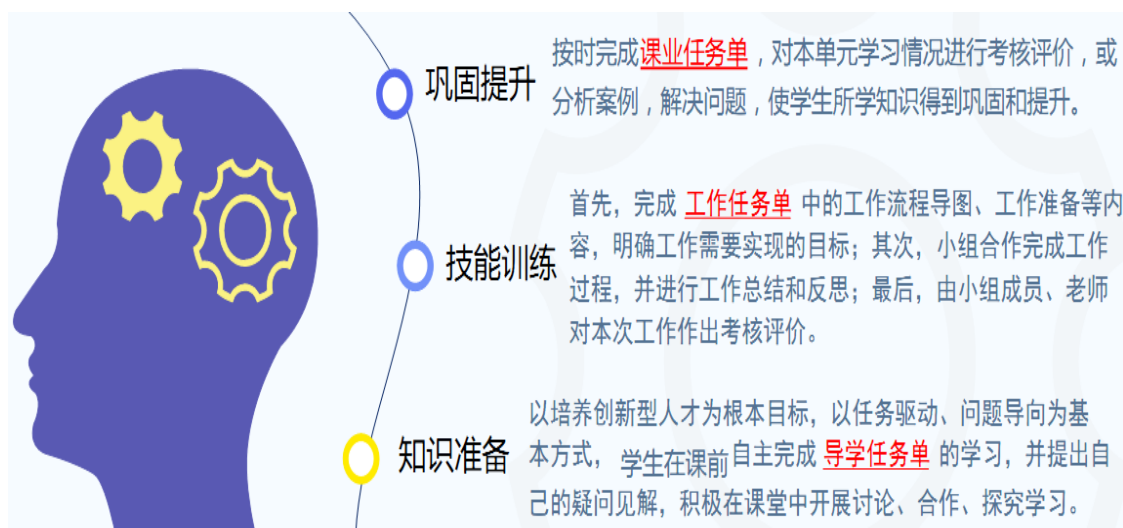 巩固提升
按时完成课业任务单，对本单元学习情况进行考核评价，或
分析案例，解决问题，使学生所学知识得到巩固和提升。
技能训练
首先，完成 工作任务单 中的工作流程导图、工作准备等内
容，明确工作需要实现的目标；其次，小组合作完成工作
过程，并进行工作总结和反思；最后，由小组成员、老师
对本次工作作出考核评价。
知识准备
以培养创新型人才为根本目标，以任务驱动、问题导向为基
本方式，学生在课前自主完成 导学任务单 的学习，并提出自
己的疑问见解，积极在课堂中开展讨论、合作、探究学习。